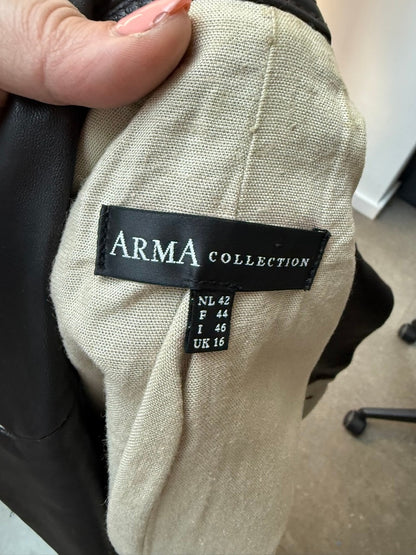 ARMA COLLECTION
NL 42
F 44
I 46
UK 16